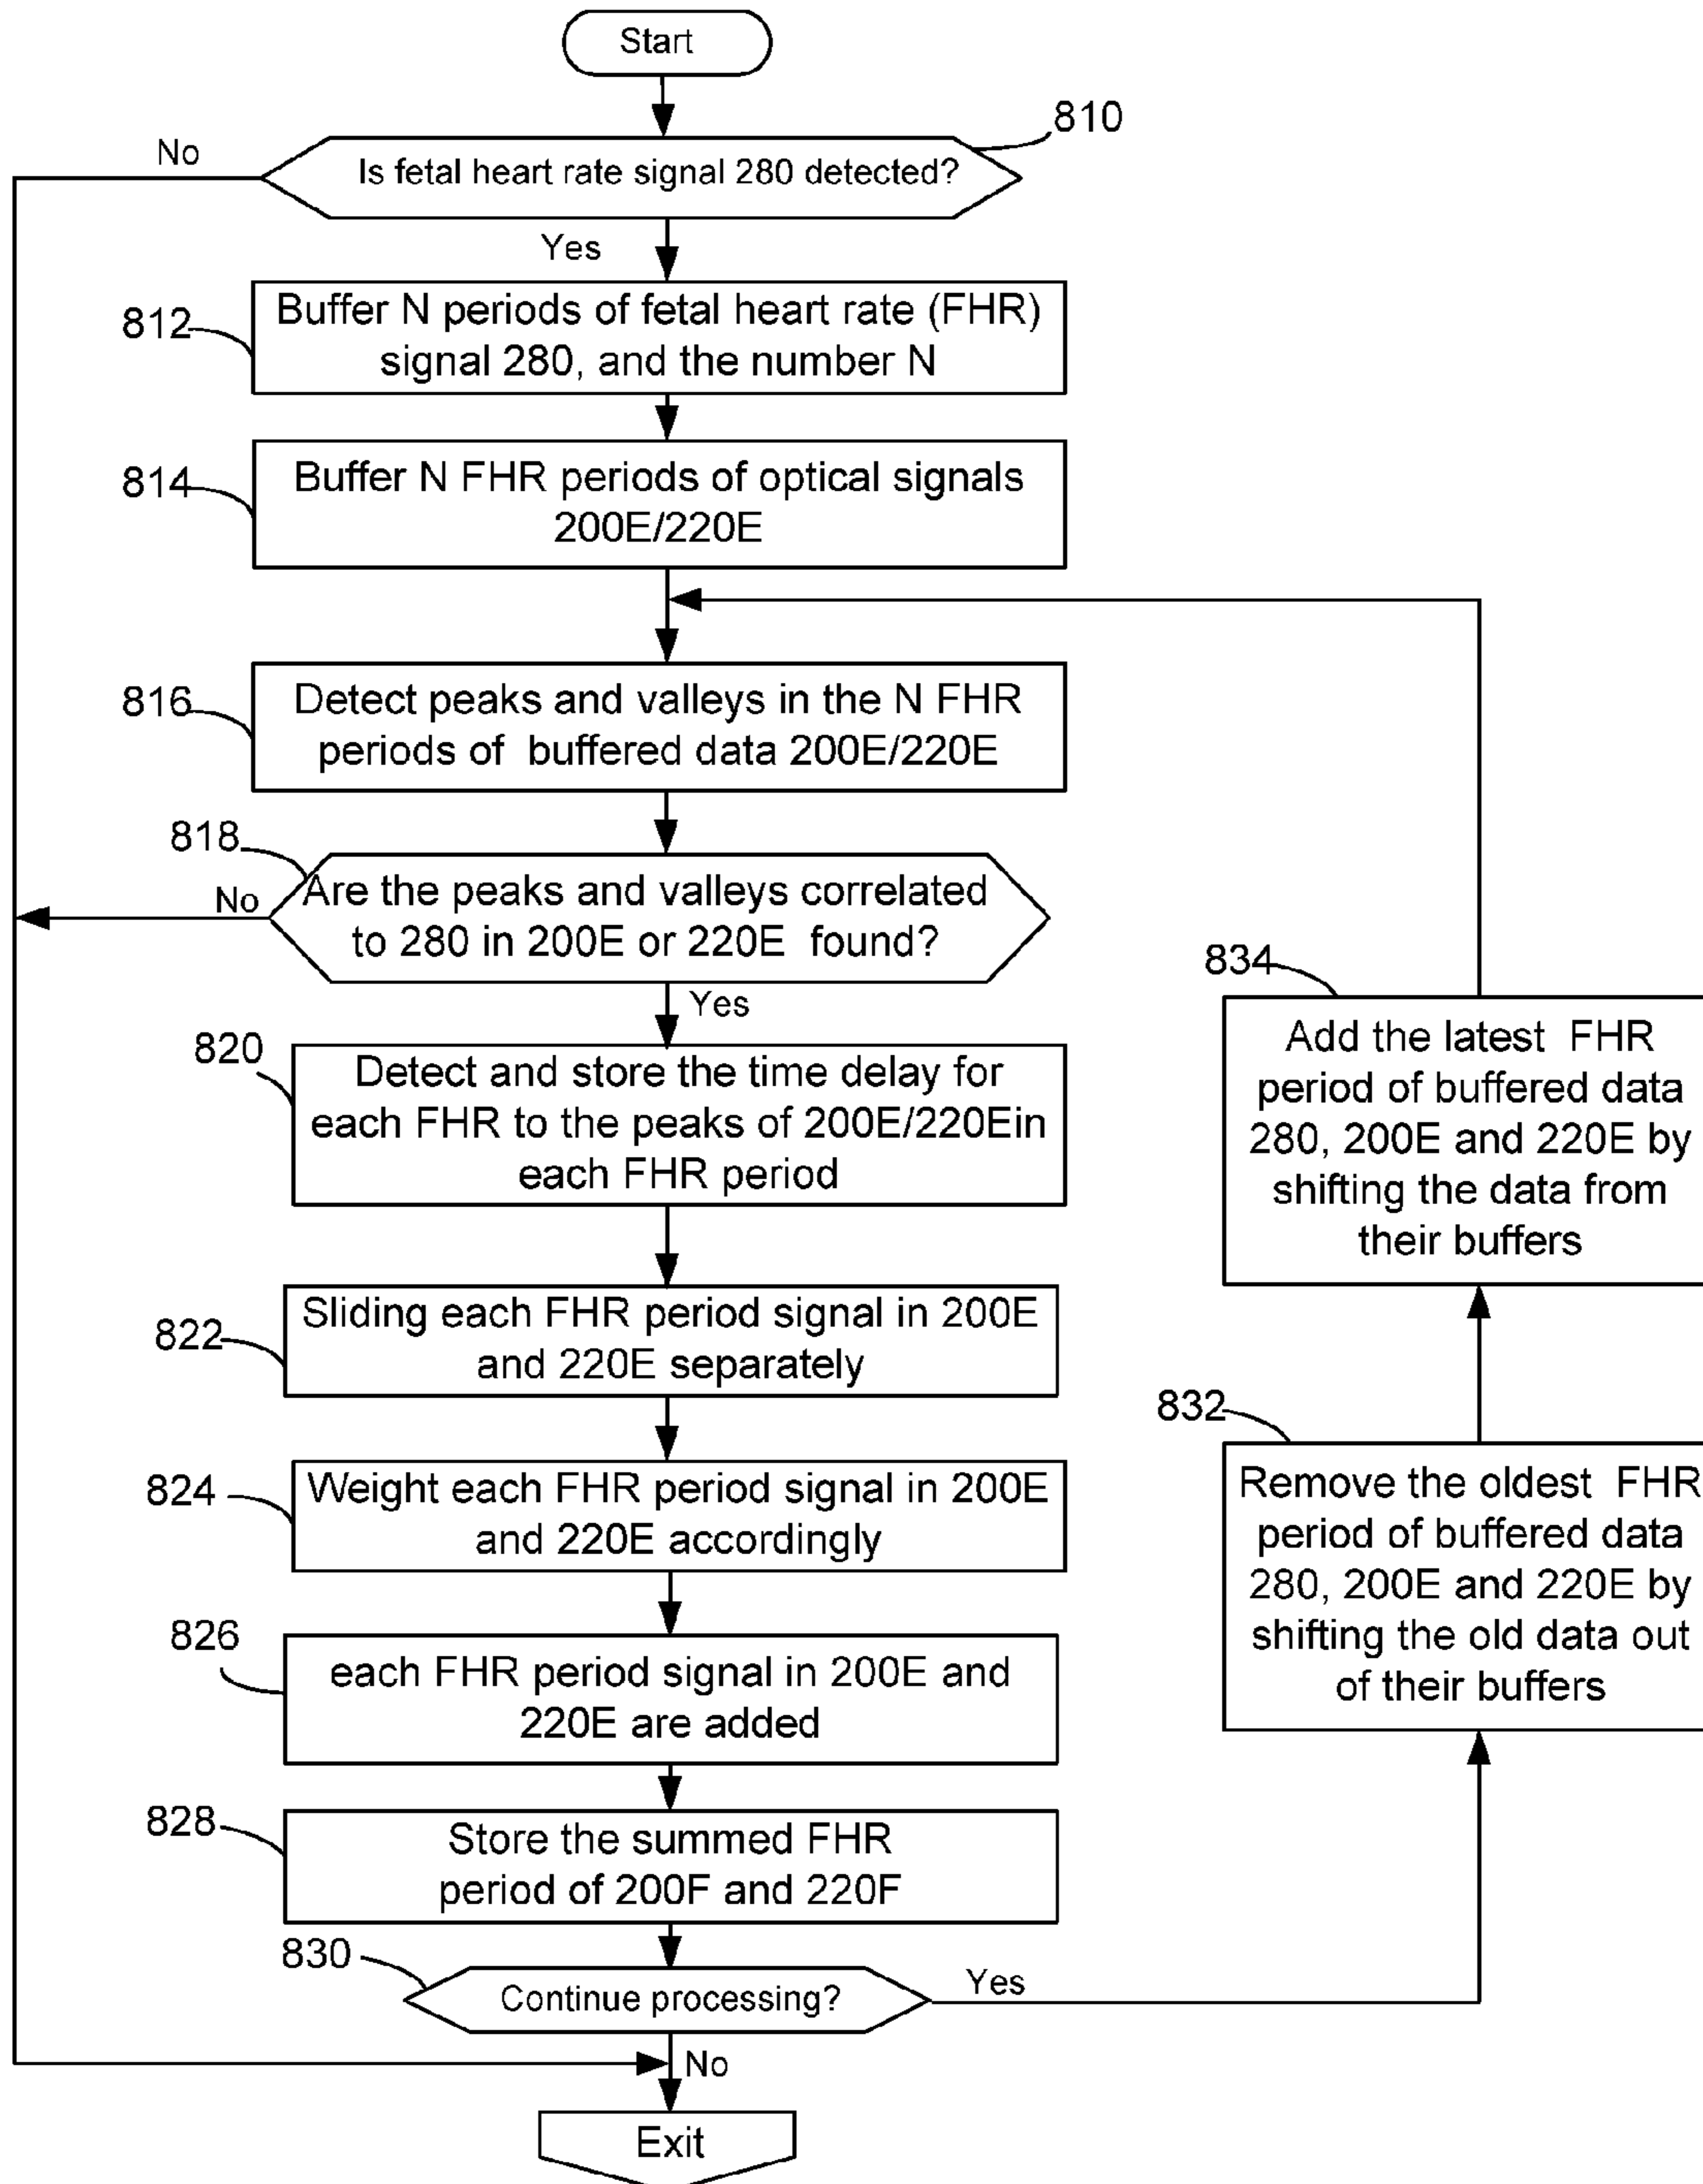 Start
810
No
Is fetal heart rate signal 280 detected?
Yes
812
Buffer N periods of fetal heart rate (FHR)
signal 280, and the number N
814
Buffer N FHR periods of optical signals
200E/220E
816
Detect peaks and valleys in the N FHR
periods of buffered data 200E/220E
818
No
Are the peaks and valleys correlated
to 280 in 200E or 220E found?
Yes
820
Detect and store the time delay for
each FHR to the peaks of 200E/220Ein
each FHR period
822
Sliding each FHR period signal in 200E
and 220E separately
824
Weight each FHR period signal in 200E
and 220E accordingly
826
each FHR period signal in 200E and
220E are added
828
Store the summed FHR
period of 200F and 220F
830
Continue processing?
Yes
No
Exit
834
Add the latest FHR
period of buffered data
280, 200E and 220E by
shifting the data from
their buffers
832
Remove the oldest FHR
period of buffered data
280, 200E and 220E by
shifting the old data out
of their buffers